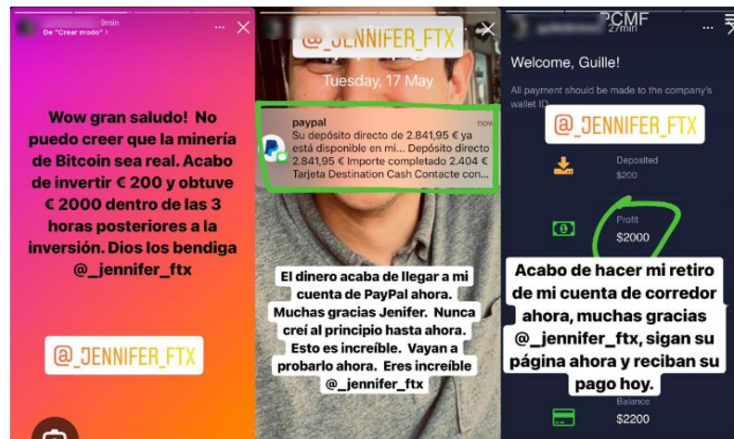 9min
De "Crear modo" >
Wow gran saludo! No
puedo creer que la minería
de Bitcoin sea real. Acabo
de invertir € 200 y obtuve
€ 2000 dentro de las 3
horas posteriores a la
inversión. Dios los bendiga
@_jennifer_ftx
@_JENNIFER_FTX
@_JENNIFER_FTX
Tuesday, 17 May
paypal
now
Su depósito directo de 2.841,95 € ya
está disponible en mi... Depósito directo
2.841,95 € Importe completado 2.404 €
Tarjeta Destination Cash Contacte con...
El dinero acaba de llegar a mi
cuenta de PayPal ahora.
Muchas gracias Jenifer. Nunca
creí al principio hasta ahora.
Esto es increíble. Vayan a
probarlo ahora. Eres increíble
@_jennifer_ftx
PCMF
27min
Welcome, Guille!
All payment should be made to the company's
wallet ID
@_JENNIFER_FTX
Deposited
$200
Profit
$2000
Acabo de hacer mi retiro
de mi cuenta de corredor
ahora, muchas gracias
@_jennifer_ftx, sigan su
página ahora y reciban su
pago hoy.
Balance
$2200